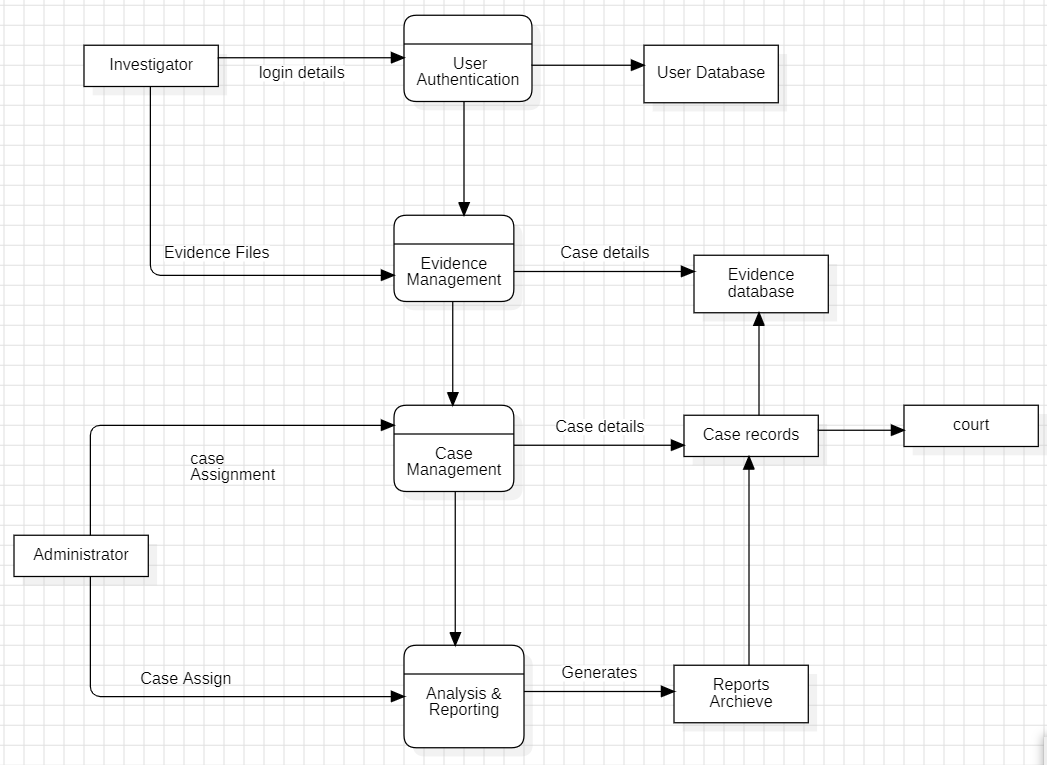 Investigator
login details
User
Authentication
User Database
Evidence Files
Evidence
Management
Case details
Evidence
database
case
Assignment
Case
Management
Case details
Case records
court
Administrator
Case Assign
Analysis &
Reporting
Generates
Reports
Archieve